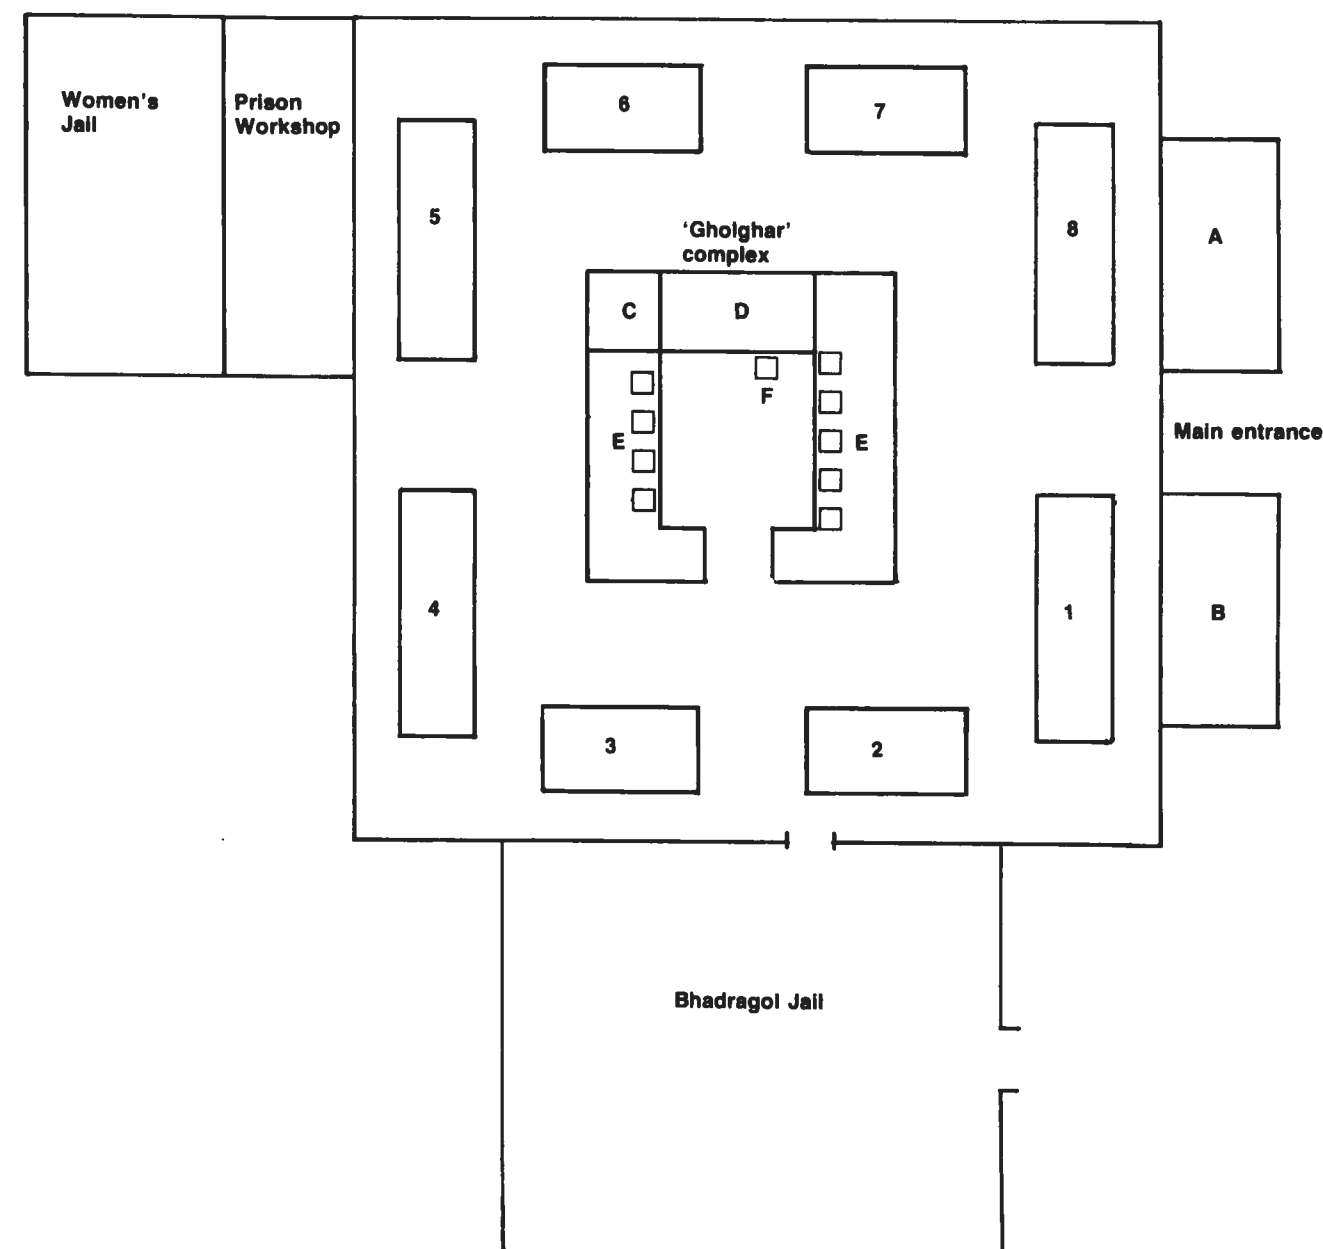 Women's
Jail
Prison
Workshop
6
7
5
8
A
'Gholghar'
complex
C
D
F
E
E
Main entrance
4
1
B
3
2
Bhadragol Jail